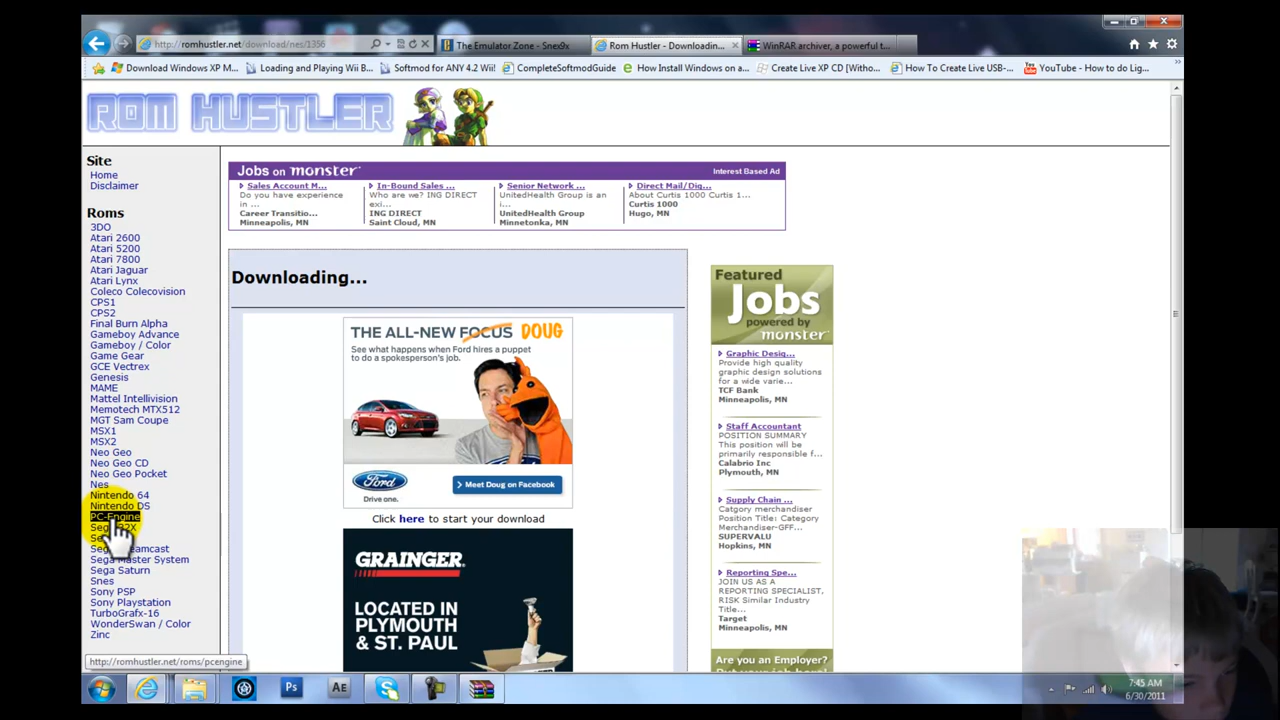 http://romhustler.net/download/nes/1356
The Emulator Zone - Snex9x
Rom Hustler - Downloadin...
WinRAR archiver, a powerful t...
Download Windows XP M...
Loading and Playing Wii B...
Softmod for ANY 4.2 Wii!
CompleteSoftmodGuide
How Install Windows on a...
Create Live XP CD [Witho...
How To Create Live USB-...
YouTube - How to do Lig...
ROM HUSTLER
Site
Home
Disclaimer
Roms
3DO
Atari 2600
Atari 5200
Atari 7800
Atari Jaguar
Atari Lynx
Coleco Colecovision
CPS1
CPS2
Final Burn Alpha
Gameboy Advance
Gameboy / Color
Game Gear
GCE Vectrex
Genesis
MAME
Mattel Intellivision
Memotech MTX512
MGT Sam Coupe
MSX1
MSX2
Neo Geo
Neo Geo CD
Neo Geo Pocket
Nes
Nintendo 64
Nintendo DS
PC-Engine
Sega Master System
Sega Saturn
Snes
Sony PSP
Sony Playstation
TurboGrafx-16
WonderSwan / Color
Zinc
http://romhustler.net/roms/pcengine
Jobs on monster
Interest Based Ad
Sales Account M...
Do you have experience
in ...
Career Transitio...
Minneapolis, MN
In-Bound Sales ...
Who are we? ING DIRECT
exi...
ING DIRECT
Saint Cloud, MN
Senior Network ...
UnitedHealth Group is an
i...
UnitedHealth Group
Minnetonka, MN
Direct Mail/Dig...
About Curtis 1000 Curtis 1...
Curtis 1000
Hugo, MN
Downloading...
THE ALL-NEW FOCUS DOUG
See what happens when Ford hires a puppet
to do a spokesperson's job.
Ford
Drive one.
Meet Doug on Facebook
Click here to start your download
GRAINGER
LOCATED IN
PLYMOUTH
& ST. PAUL
Featured
Jobs
powered by
monster
Graphic Desig...
Provide high quality
graphic design solutions
for a wide varie...
TCF Bank
Minneapolis, MN
Staff Accountant
POSITION SUMMARY
This position will be
primarily responsible f...
Calabrio Inc
Plymouth, MN
Supply Chain ...
Catgory merchandiser
Position Title: Category
Merchandiser-GFF...
SUPERVALU
Hopkins, MN
Reporting Spe...
JOIN US AS A
REPORTING SPECIALIST,
RISK Similar Industry
Title...
Target
Minneapolis, MN
Are you an Employer?
Ps
AE
7:45 AM
6/30/2011